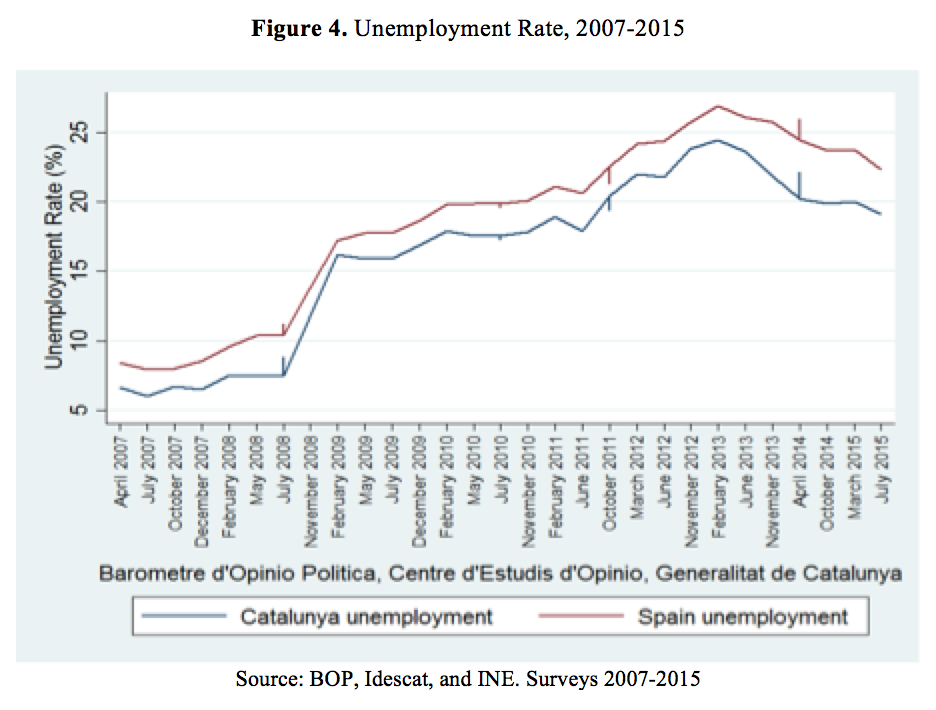 Figure 4. Unemployment Rate, 2007-2015
Unemployment Rate (%)
25
20
15
10
5
April 2007
July 2007
October 2007
December 2007
February 2008
May 2008
July 2008
November 2008
February 2009
May 2009
July 2009
December 2009
February 2010
May 2010
July 2010
November 2010
February 2011
June 2011
October 2011
March 2012
June 2012
November 2012
February 2013
June 2013
November 2013
April 2014
October 2014
March 2015
July 2015
Barometre d'Opinio Politica, Centre d'Estudis d'Opinio, Generalitat de Catalunya
Catalunya unemployment
Spain unemployment
Source: BOP, Idescat, and INE. Surveys 2007-2015